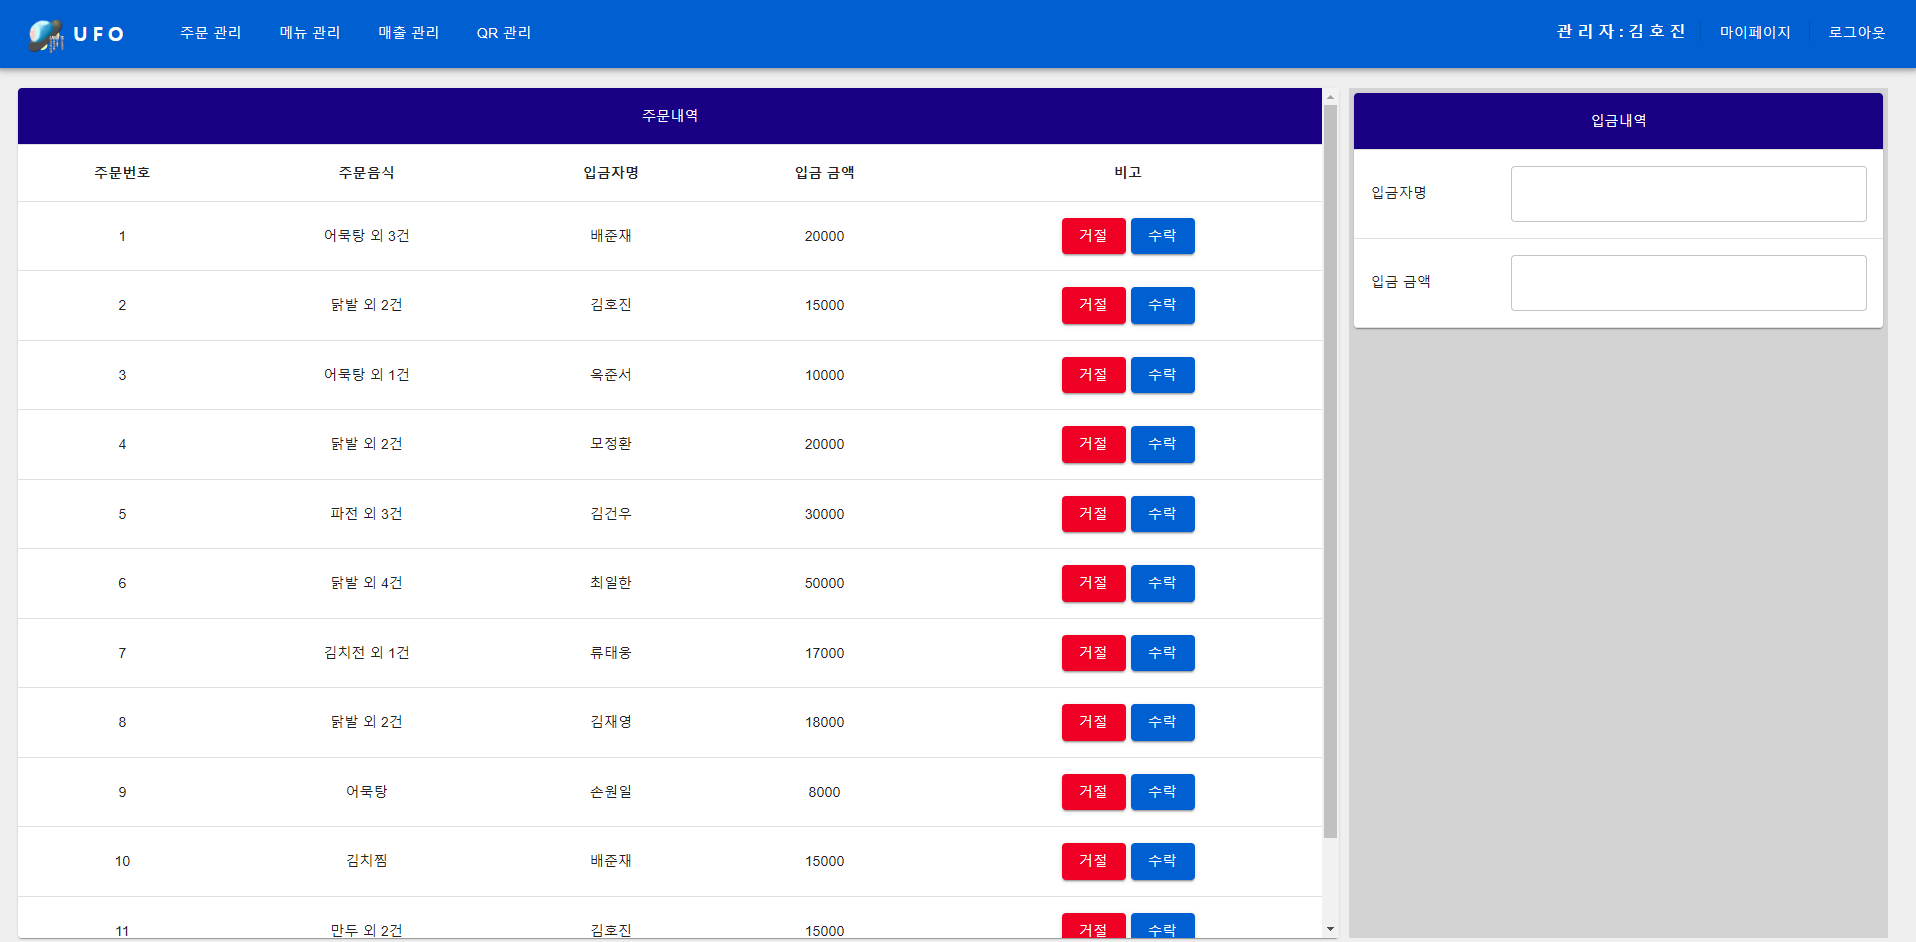 UFO 주문 관리 메뉴 관리 매출 관리 QR 관리 관리자 : 김호진 마이페이지 로그아웃
주문내역
주문번호 주문음식 입금자명 입금 금액 비고
1 어묵탕 외 3건 배준재 20000 거절 수락
2 닭발 외 2건 김호진 15000 거절 수락
3 어묵탕 외 1건 옥준서 10000 거절 수락
4 닭발 외 2건 모정환 20000 거절 수락
5 파전 외 3건 김건우 30000 거절 수락
6 닭발 외 4건 최일한 50000 거절 수락
7 김치전 외 1건 류태웅 17000 거절 수락
8 닭발 외 2건 김재영 18000 거절 수락
9 어묵탕 손원일 8000 거절 수락
10 김치찜 배준재 15000 거절 수락
11 만두 외 2건 김호진 15000 거절 수락
입금내역
입금자명
입금 금액